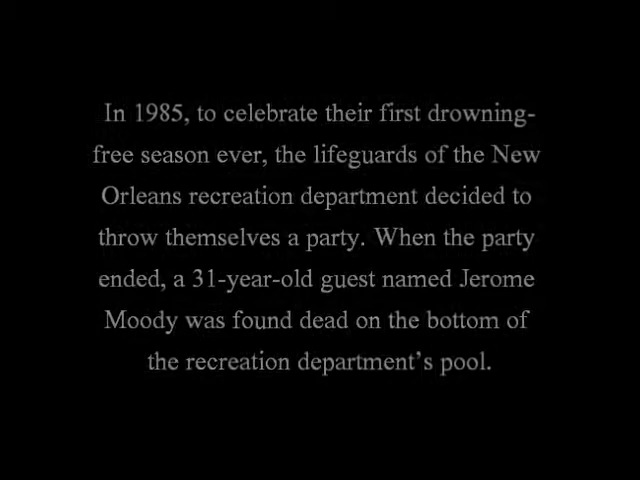 In 1985, to celebrate their first drowning-
free season ever, the lifeguards of the New
Orleans recreation department decided to
throw themselves a party. When the party
ended, a 31-year-old guest named Jerome
Moody was found dead on the bottom of
the recreation department's pool.